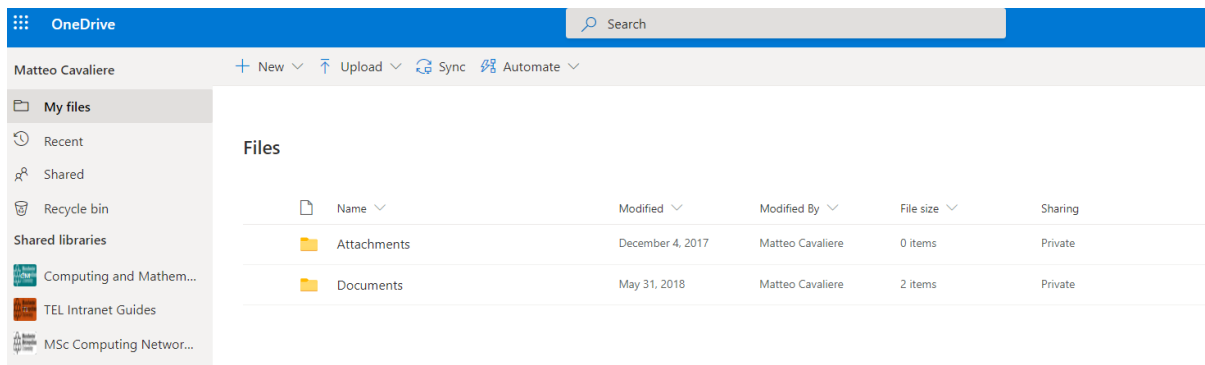 OneDrive
Search
Matteo Cavaliere
New Upload Sync Automate
My files
Recent
Shared
Recycle bin
Shared libraries
Computing and Mathem...
TEL Intranet Guides
MSc Computing Networ...
Files
Name Modified Modified By File size Sharing
Attachments December 4, 2017 Matteo Cavaliere 0 items Private
Documents May 31, 2018 Matteo Cavaliere 2 items Private